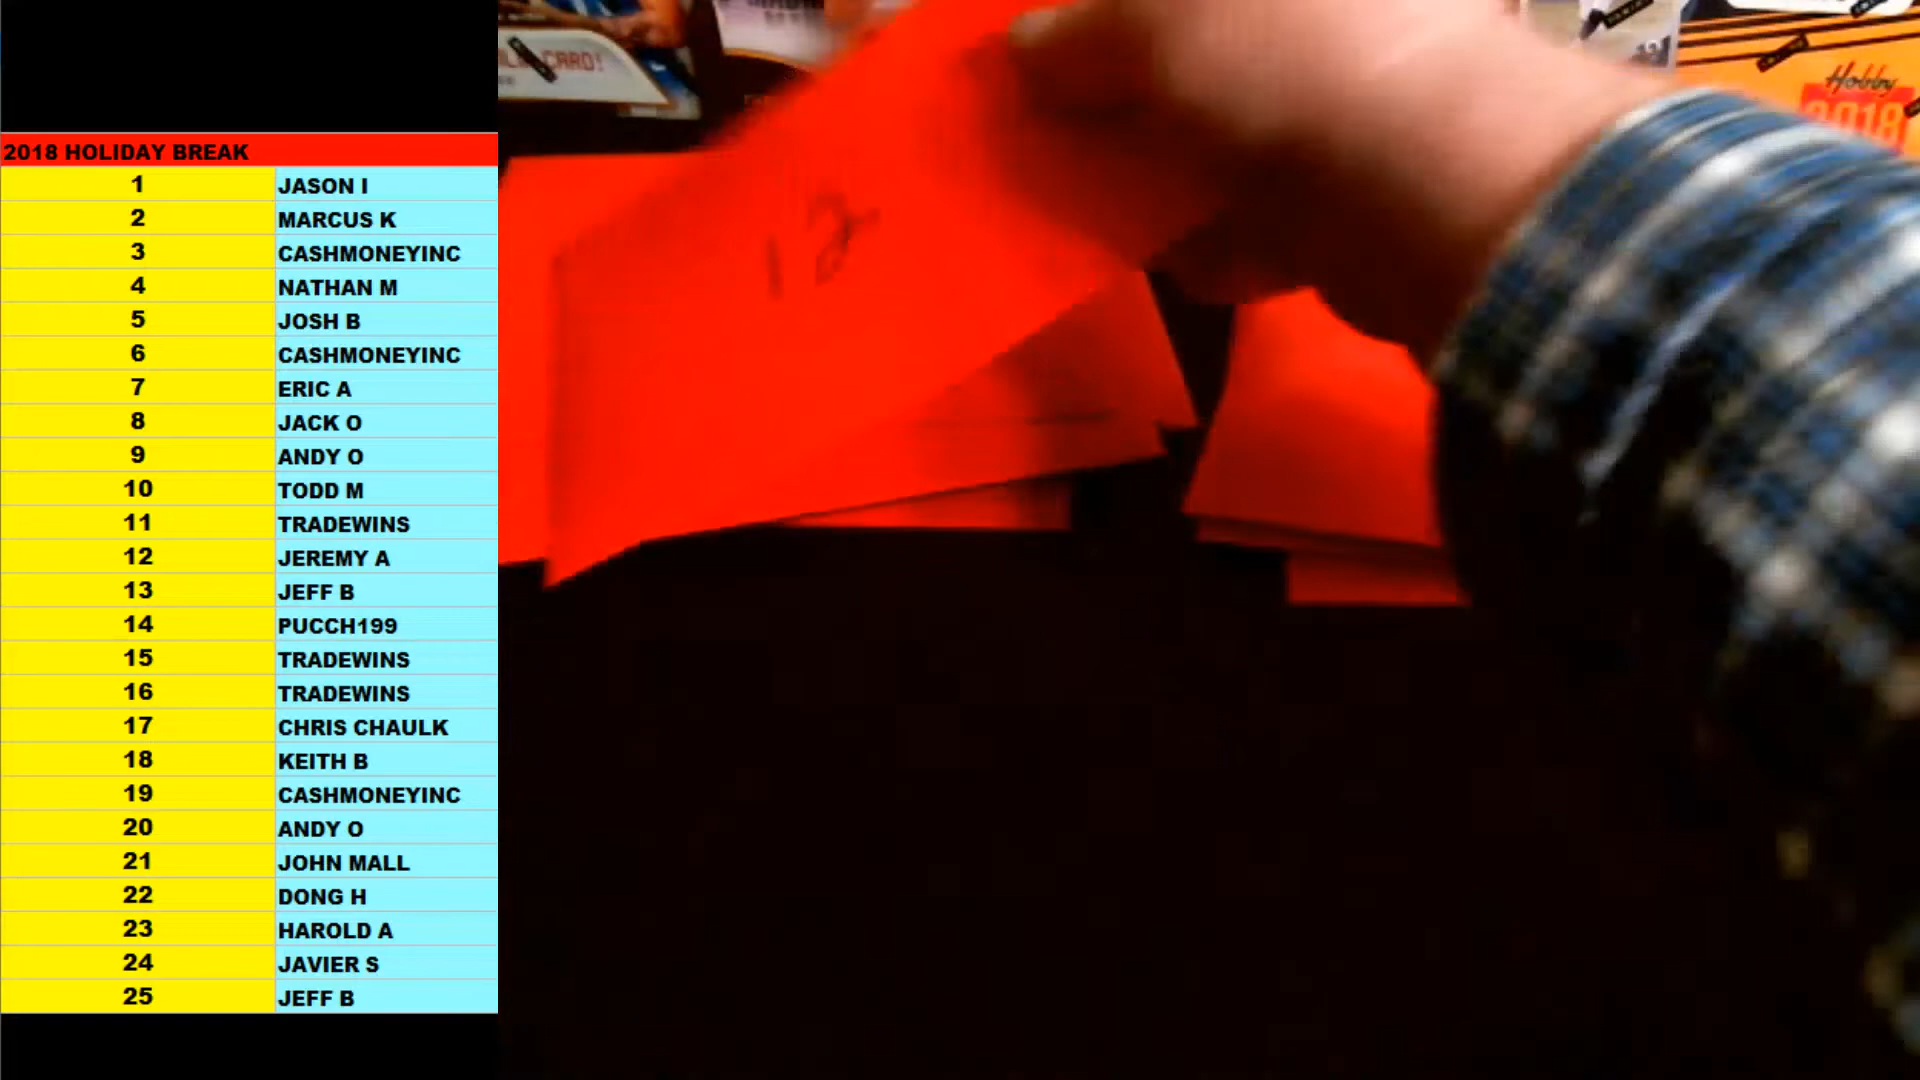 2018 HOLIDAY BREAK
1 JASON I
2 MARCUS K
3 CASHMONEYINC
4 NATHAN M
5 JOSH B
6 CASHMONEYINC
7 ERIC A
8 JACK O
9 ANDY O
10 TODD M
11 TRADEWINS
12 JEREMY A
13 JEFF B
14 PUCCH199
15 TRADEWINS
16 TRADEWINS
17 CHRIS CHAULK
18 KEITH B
19 CASHMONEYINC
20 ANDY O
21 JOHN MALL
22 DONG H
23 HAROLD A
24 JAVIER S
25 JEFF B
CARD!
12
Hobby
2018